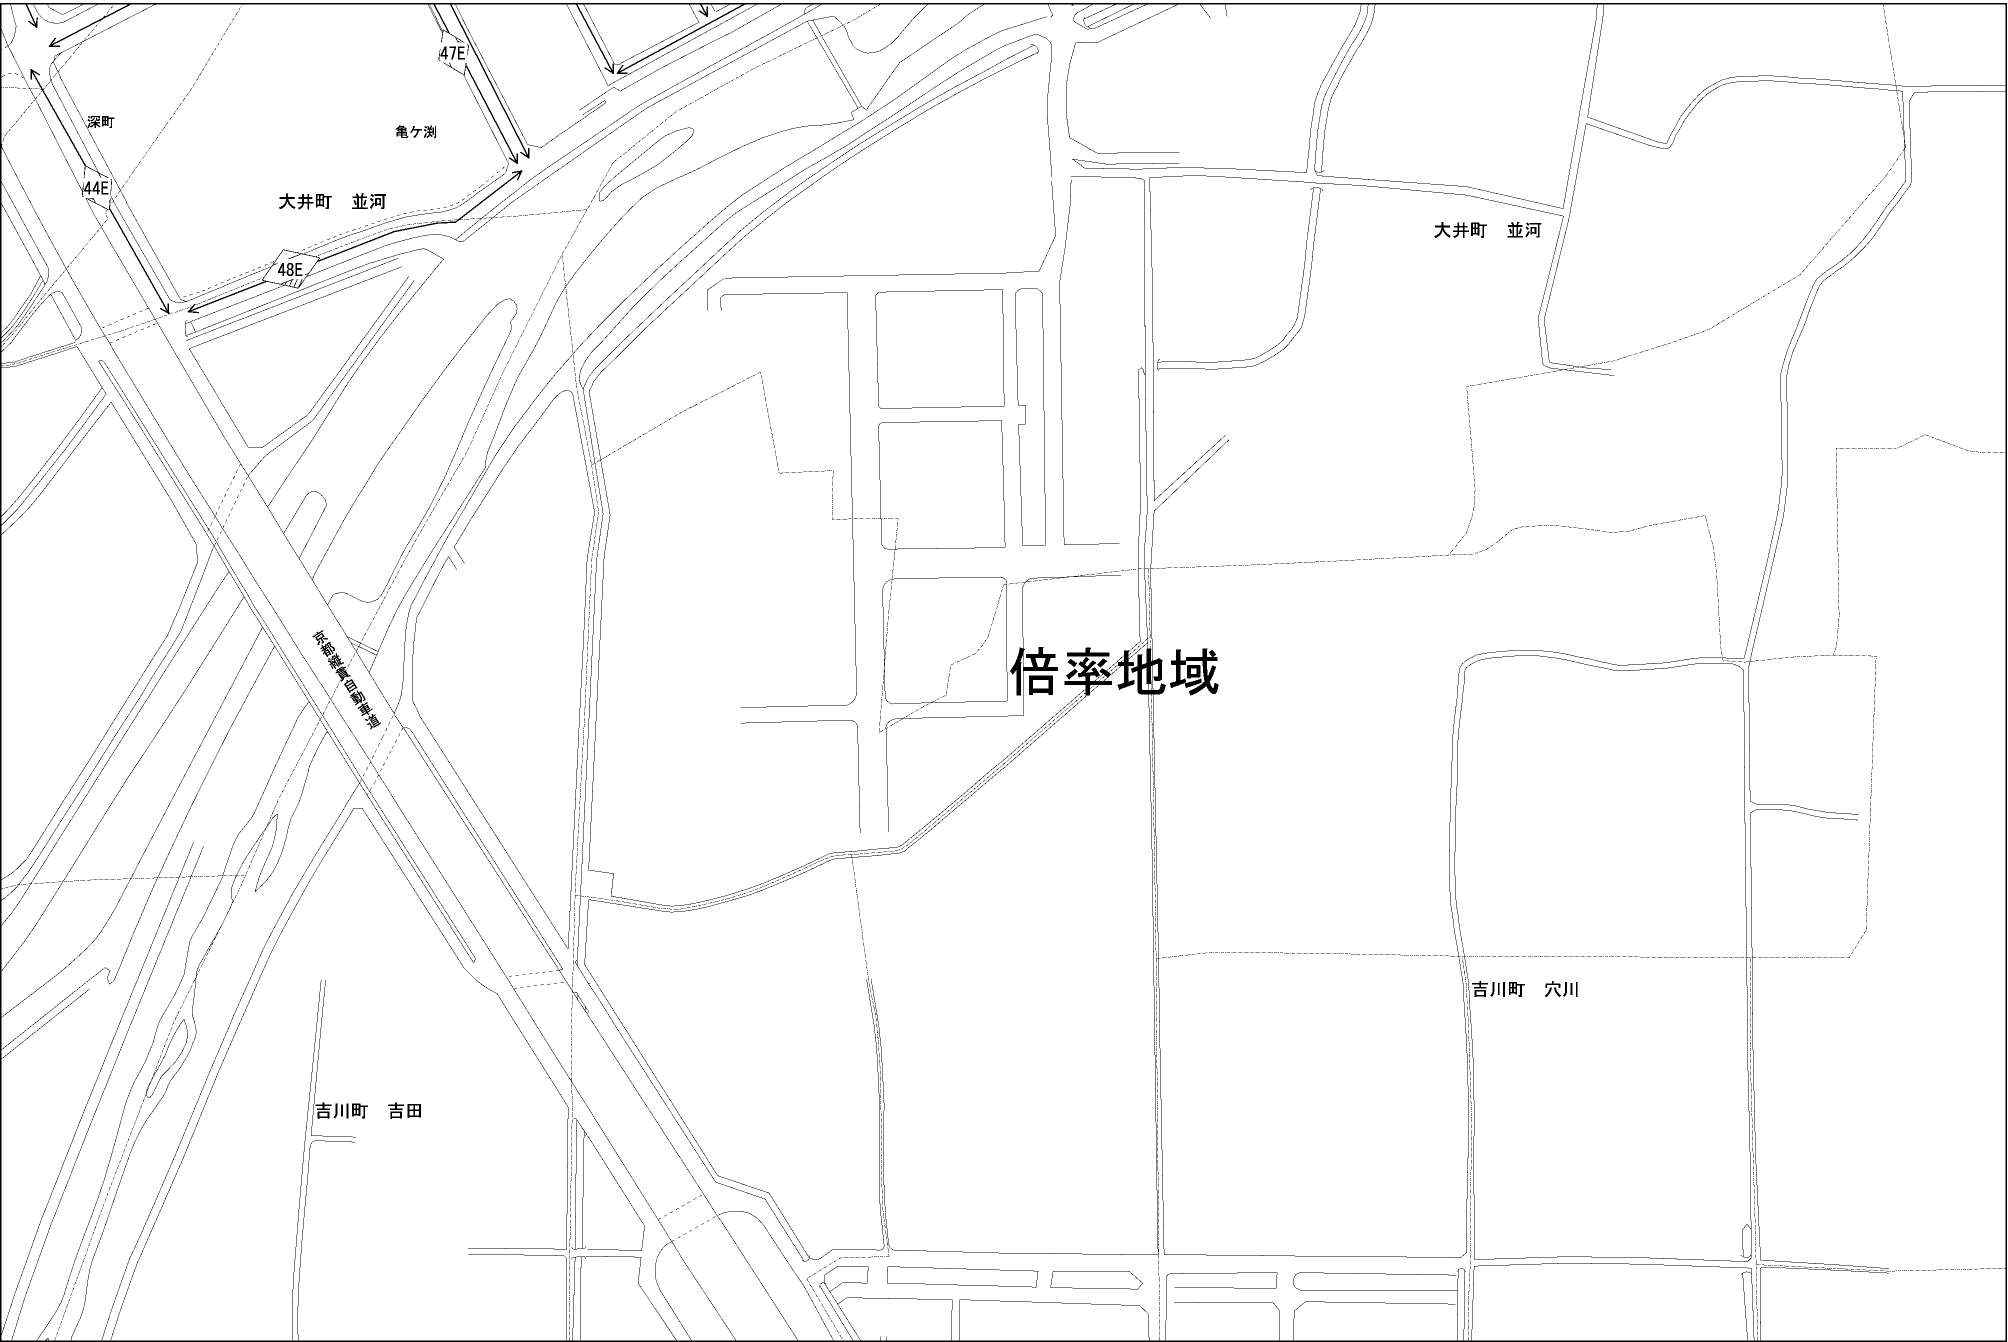 47E
深町
亀ケ渕
44E
大井町　並河
大井町　並河
48E
京都縦貫自動車道
倍率地域
吉川町　穴川
吉川町　吉田